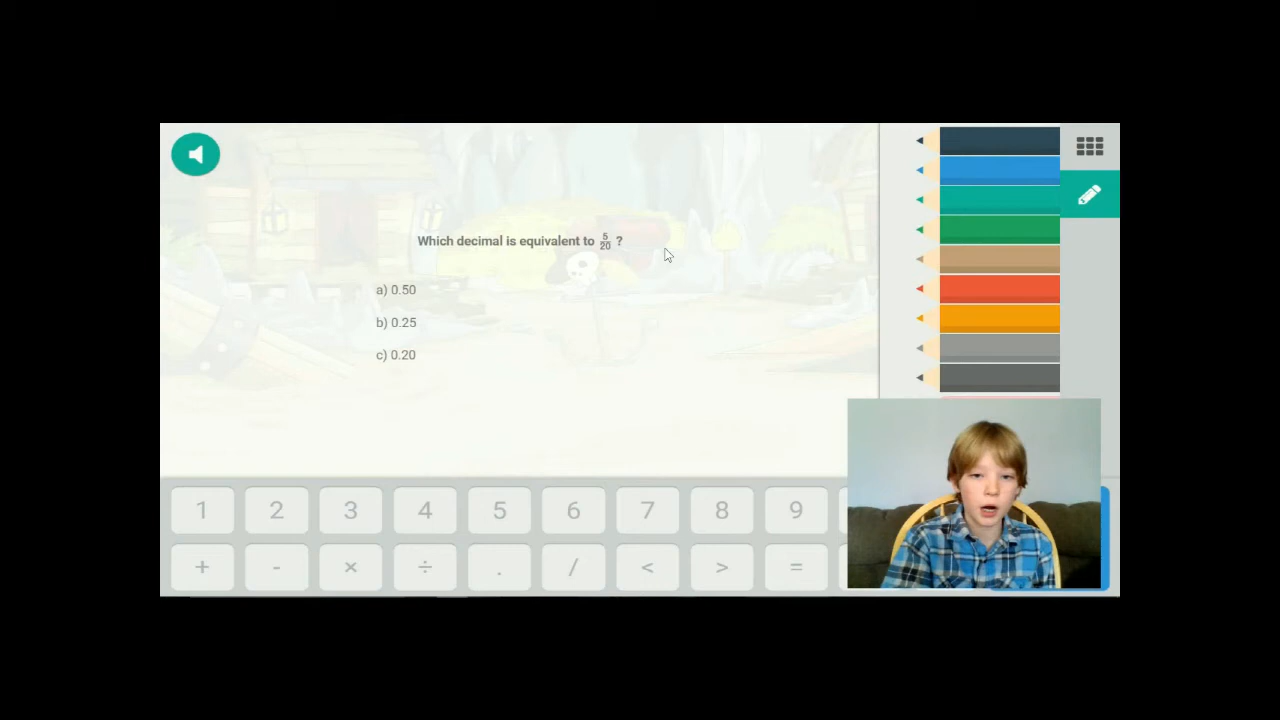 Which decimal is equivalent to 5/20 ?
a) 0.50
b) 0.25
c) 0.20
1 2 3 4 5 6 7 8 9
+ - × ÷ . / < > =